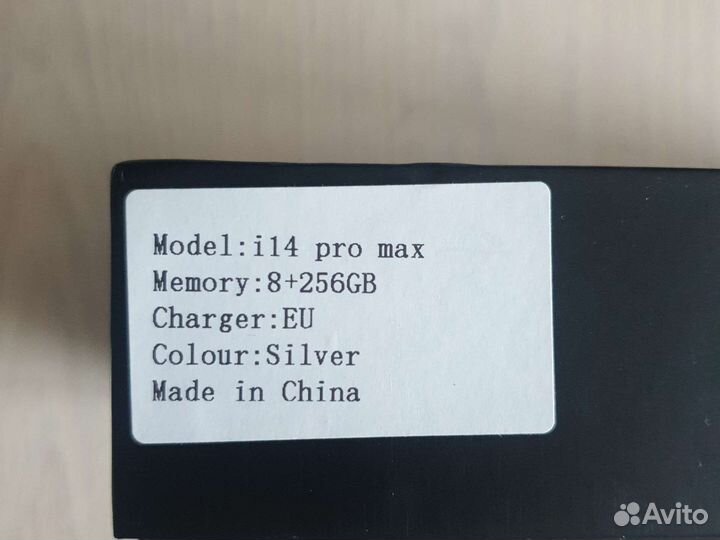 Model:i14 pro max
Memory:8+256GB
Charger:EU
Colour:Silver
Made in China
Avito